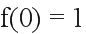 f(0) = 1